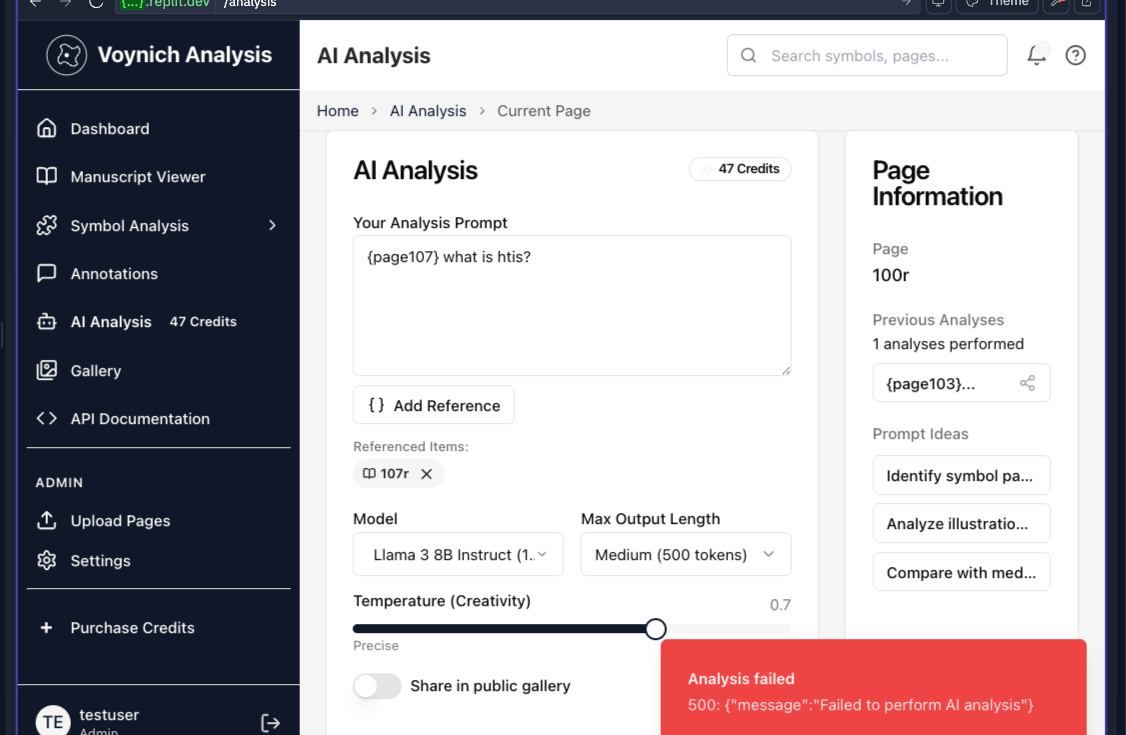 {...}.replit.dev /analysis
Theme
Voynich Analysis
Dashboard
Manuscript Viewer
Symbol Analysis
Annotations
AI Analysis 47 Credits
Gallery
API Documentation
ADMIN
Upload Pages
Settings
Purchase Credits
TE
testuser
Admin
AI Analysis
Search symbols, pages...
Home > AI Analysis > Current Page
AI Analysis
47 Credits
Your Analysis Prompt
{page107} what is htis?
{} Add Reference
Referenced Items:
107r
Model
Max Output Length
Llama 3 8B Instruct (1..
Medium (500 tokens)
Temperature (Creativity)
0.7
Precise
Share in public gallery
Page
Information
Page
100r
Previous Analyses
1 analyses performed
{page103}...
Prompt Ideas
Identify symbol pa...
Analyze illustratio...
Compare with med...
Analysis failed
500: {"message":"Failed to perform AI analysis"}